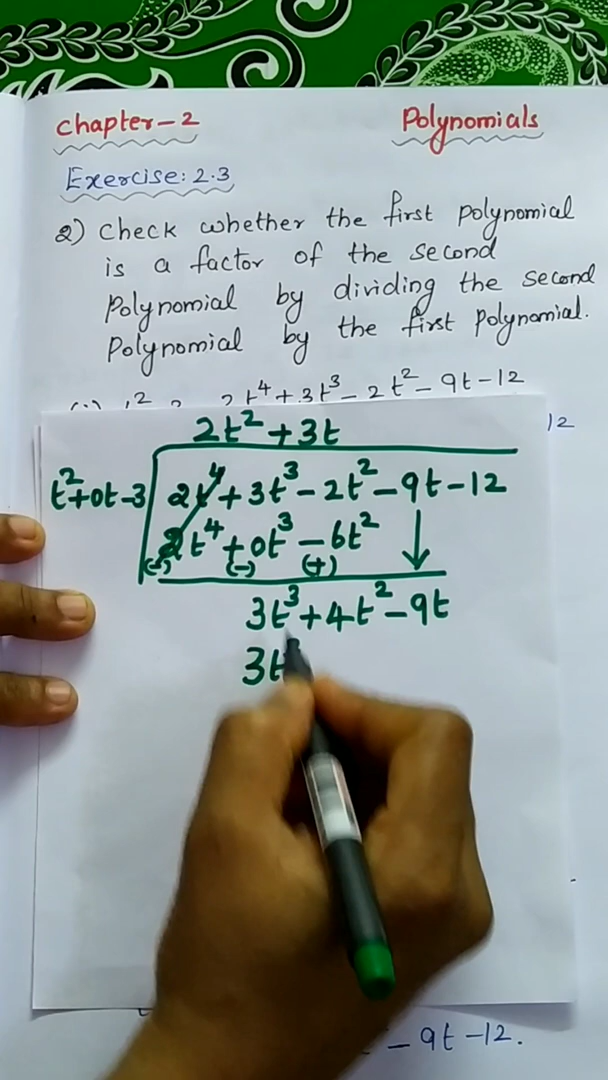 Chapter-2 Polynomials
Exercise: 2.3
2) Check whether the first polynomial
is a factor of the second
Polynomial by dividing the second
Polynomial by the first polynomial.
2t⁴+3t³-2t²-9t-12
12
2t²+3t
t²+0t-3 2t⁴+3t³-2t²-9t-12
2t⁴+0t³-6t²
(-) (-) (+)
3t³+4t²-9t
3t
-9t-12.